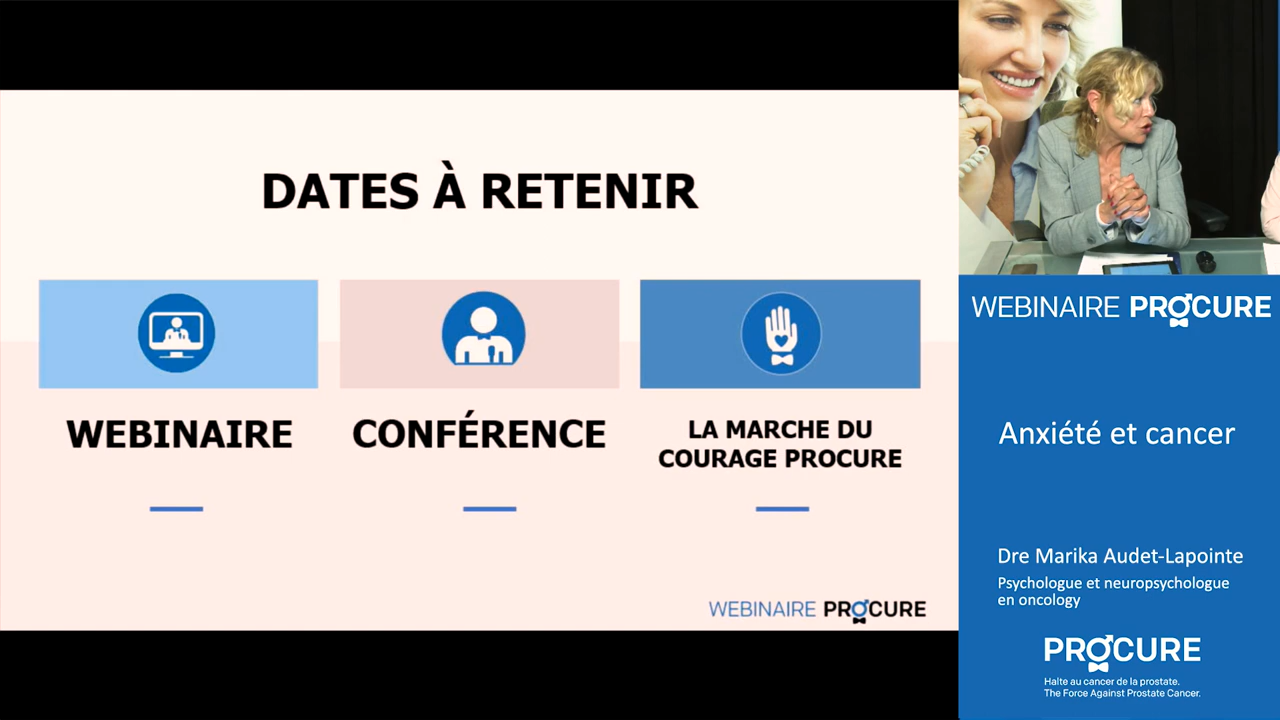 DATES À RETENIR
WEBINAIRE
CONFÉRENCE
LA MARCHE DU
COURAGE PROCURE
WEBINAIRE PROCURE
WEBINAIRE PROCURE
Anxiété et cancer
Dre Marika Audet-Lapointe
Psychologue et neuropsychologue
en oncology
PROCURE
Halte au cancer de la prostate.
The Force Against Prostate Cancer.